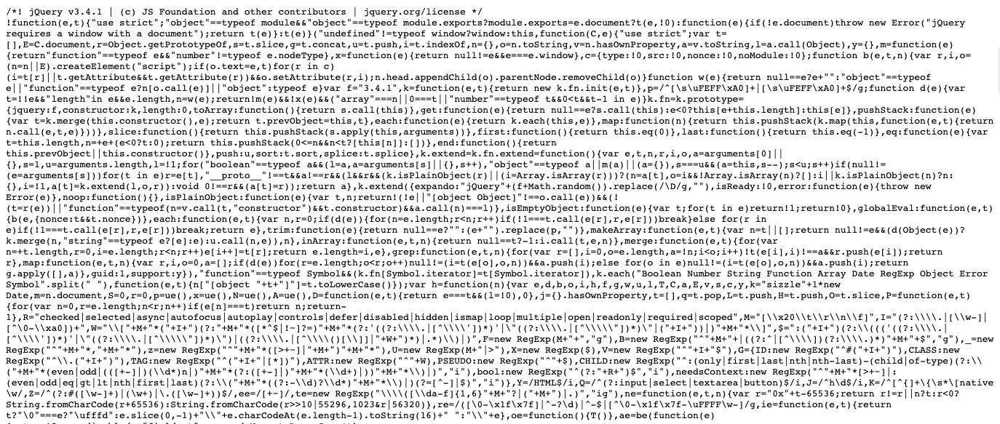 /*! jQuery v3.4.1 | (c) JS Foundation and other contributors | jquery.org/license */
!function(e,t){"use strict";"object"==typeof module&&"object"==typeof module.exports?module.exports=e.document?t(e,!0):function(e){if(!e.document)throw new Error("jQuery
requires a window with a document");return t(e)}:t(e)}("undefined"!=typeof window?window:this,function(C,e){"use strict";var t=
[],E=C.document,r=Object.getPrototypeOf,s=t.slice,g=t.concat,u=t.push,i=t.indexOf,n={},o=n.toString,v=n.hasOwnProperty,a=v.toString,l=a.call(Object),y={},m=function(e)
{return"function"==typeof e&&"number"!=typeof e.nodeType},x=function(e){return null!=e&&e===e.window},c={type:!0,src:!0,nonce:!0,noModule:!0};function b(e,t,n){var r,i,o=
(n=n||E).createElement("script");if(o.text=e,t)for(r in c)
(i=t[r]||t.getAttribute&&t.getAttribute(r))&&o.setAttribute(r,i);n.head.appendChild(o).parentNode.removeChild(o)}function w(e){return null==e?e+"":"object"==typeof
e||"function"==typeof e?n[o.call(e)]||"object":typeof e}var f="3.4.1",k=function(e,t){return new k.fn.init(e,t)},p=/^[\s\uFEFF\xA0]+|[\s\uFEFF\xA0]+$/g;function d(e){var
t=!!e&&"length"in e&&e.length,n=w(e);return!m(e)&&!x(e)&&("array"===n||0===t||"number"==typeof t&&0<t&&t-1 in e)}k.fn=k.prototype=
{jquery:f,constructor:k,length:0,toArray:function(){return s.call(this)},get:function(e){return null==e?s.call(this):e<0?this[e+this.length]:this[e]},pushStack:function(e)
{var t=k.merge(this.constructor(),e);return t.prevObject=this,t},each:function(e){return k.each(this,e)},map:function(n){return this.pushStack(k.map(this,function(e,t){return
n.call(e,t,e)}))},slice:function(){return this.pushStack(s.apply(this,arguments))},first:function(){return this.eq(0)},last:function(){return this.eq(-1)},eq:function(e){var
t=this.length,n=+e+(e<0?t:0);return this.pushStack(0<=n&&n<t?[this[n]]:[])},end:function(){return
this.prevObject||this.constructor()},push:u,sort:t.sort,splice:t.splice},k.extend=k.fn.extend=function(){var e,t,n,r,i,o,a=arguments[0]||
{},s=1,u=arguments.length,l=!1;for("boolean"==typeof a&&(l=a,a=arguments[s]||{},s++),"object"==typeof a||m(a)||(a={}),s===u&&(a=this,s--);s<u;s++)if(null!=
(e=arguments[s]))for(t in e)r=e[t],"__proto__"!==t&&a!==r&&(l&&r&&(k.isPlainObject(r)||(i=Array.isArray(r)))?(n=a[t],o=i&&!Array.isArray(n)?[]:i||k.isPlainObject(n)?n:
{},i=!1,a[t]=k.extend(l,o,r)):void 0!==r&&(a[t]=r));return a},k.extend({expando:"jQuery"+(f+Math.random()).replace(/\D/g,""),isReady:!0,error:function(e){throw new
Error(e)},noop:function(){},isPlainObject:function(e){var t,n;return!(!e||"[object Object]"!==o.call(e))&&(!
(t=r(e))||"function"==typeof(n=v.call(t,"constructor")&&t.constructor)&&a.call(n)===l)},isEmptyObject:function(e){var t;for(t in e)return!1;return!0},globalEval:function(e,t)
{b(e,{nonce:t&&t.nonce})},each:function(e,t){var n,r=0;if(d(e)){for(n=e.length;r<n;r++)if(!1===t.call(e[r],r,e[r]))break}else for(r in
e)if(!1===t.call(e[r],r,e[r]))break;return e},trim:function(e){return null==e?"":(e+"").replace(p,"")},makeArray:function(e,t){var n=t||[];return null!=e&&(d(Object(e))?
k.merge(n,"string"==typeof e?[e]:e):u.call(n,e)),n},inArray:function(e,t,n){return null==t?-1:i.call(t,e,n)},merge:function(e,t){for(var
n=+t.length,r=0,i=e.length;r<n;r++)e[i++]=t[r];return e.length=i,e},grep:function(e,t,n){for(var r=[],i=0,o=e.length,a=!n;i<o;i++)!t(e[i],i)!==a&&r.push(e[i]);return
r},map:function(e,t,n){var r,i,o=0,a=[];if(d(e))for(r=e.length;o<r;o++)null!=(i=t(e[o],o,n))&&a.push(i);else for(o in e)null!=(i=t(e[o],o,n))&&a.push(i);return
g.apply([],a)},guid:1,support:y}),"function"==typeof Symbol&&(k.fn[Symbol.iterator]=t[Symbol.iterator]),k.each("Boolean Number String Function Array Date RegExp Object Error
Symbol".split(" "),function(e,t){n["[object "+t+"]"]=t.toLowerCase()});var h=function(n){var e,d,b,o,i,h,f,g,w,u,l,T,C,a,E,v,s,c,y,k="sizzle"+1*new
Date,m=n.document,S=0,r=0,p=ue(),x=ue(),N=ue(),A=ue(),D=function(e,t){return e===t&&(l=!0),0},j={}.hasOwnProperty,t=[],q=t.pop,L=t.push,H=t.push,O=t.slice,P=function(e,t)
{for(var n=0,r=e.length;n<r;n++)if(e[n]===t)return n;return-
1},R="checked|selected|async|autofocus|autoplay|controls|defer|disabled|hidden|ismap|loop|multiple|open|readonly|required|scoped",M="[\\x20\\t\\r\\n\\f]",I="(?:\\\\.|[\\w-]|
[^\0-\\xa0])+",W="\\["+M+"*("+I+")(?:"+M+"*([*^$|!~]?=)"+M+"*(?:'((?:\\\\.|[^\\\\'])*)'|\"((?:\\\\.|[^\\\\\"])*)\"|("+I+"))|)"+M+"*\\]",$=":("+I+")(?:\\((('((?:\\\\.|
[^\\\\'])*)'|\"((?:\\\\.|[^\\\\\"])*)\")|((?:\\\\.|[^\\\\()[\\]]|"+W+")*)|.*)\\)|)",F=new RegExp(M+"+","g"),B=new RegExp("^"+M+"+|((?:^|[^\\\\])(?:\\\\.)*)"+M+"+$","g"),_=new
RegExp("^"+M+"*,"+M+"*"),z=new RegExp("^"+M+"*([>+~]|"+M+")"+M+"*"),U=new RegExp(M+"|>"),X=new RegExp($),V=new RegExp("^"+I+"$"),G={ID:new RegExp("^#("+I+")"),CLASS:new
RegExp("^\\.("+I+")"),TAG:new RegExp("^("+I+"|[*])"),ATTR:new RegExp("^"+W),PSEUDO:new RegExp("^"+$),CHILD:new RegExp("^:(only|first|last|nth|nth-last)-(child|of-type)(?:\\
("+M+"*(even|odd|(([+-]|)(\\d*)n|)"+M+"*(?:([+-]|)"+M+"*(\\d+)|))"+M+"*\\)|)","i"),bool:new RegExp("^(?:"+R+")$","i"),needsContext:new RegExp("^"+M+"*[>+~]|:
(even|odd|eq|gt|lt|nth|first|last)(?:\\("+M+"*((?:-\\d)?\\d*)"+M+"*\\)|)(?=[^-]|$)","i")},Y=/HTML$/i,Q=/^(?:input|select|textarea|button)$/i,J=/^h\d$/i,K=/^[^{]+\{\s*\[native
\w/,Z=/^(?:#([\w-]+)|(\w+)|\.([\w-]+))$/,ee=/[+~]/,te=new RegExp("\\\\([\\da-f]{1,6}"+M+"?|("+M+")|.)","ig"),ne=function(e,t,n){var r="0x"+t-65536;return r!=r||n?t:r<0?
String.fromCharCode(r+65536):String.fromCharCode(r>>10|55296,1023&r|56320)},re=/([\0-\x1f\x7f]|^-?\d)|^-$|[^\0-\x1f\x7f-\uFFFF\w-]/g,ie=function(e,t){return
t?"\0"===e?"\ufffd":e.slice(0,-1)+"\\"+e.charCodeAt(e.length-1).toString(16)+" ":"\\"+e},oe=function(){T()},ae=be(function(e)